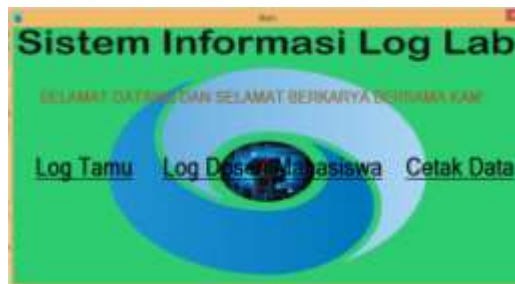 Sistem Informasi Log Lab
SELAMAT DATANG DAN SELAMAT BERKARYA BERSAMA KAMI
Log Tamu Log Dosen Mahasiswa Cetak Data